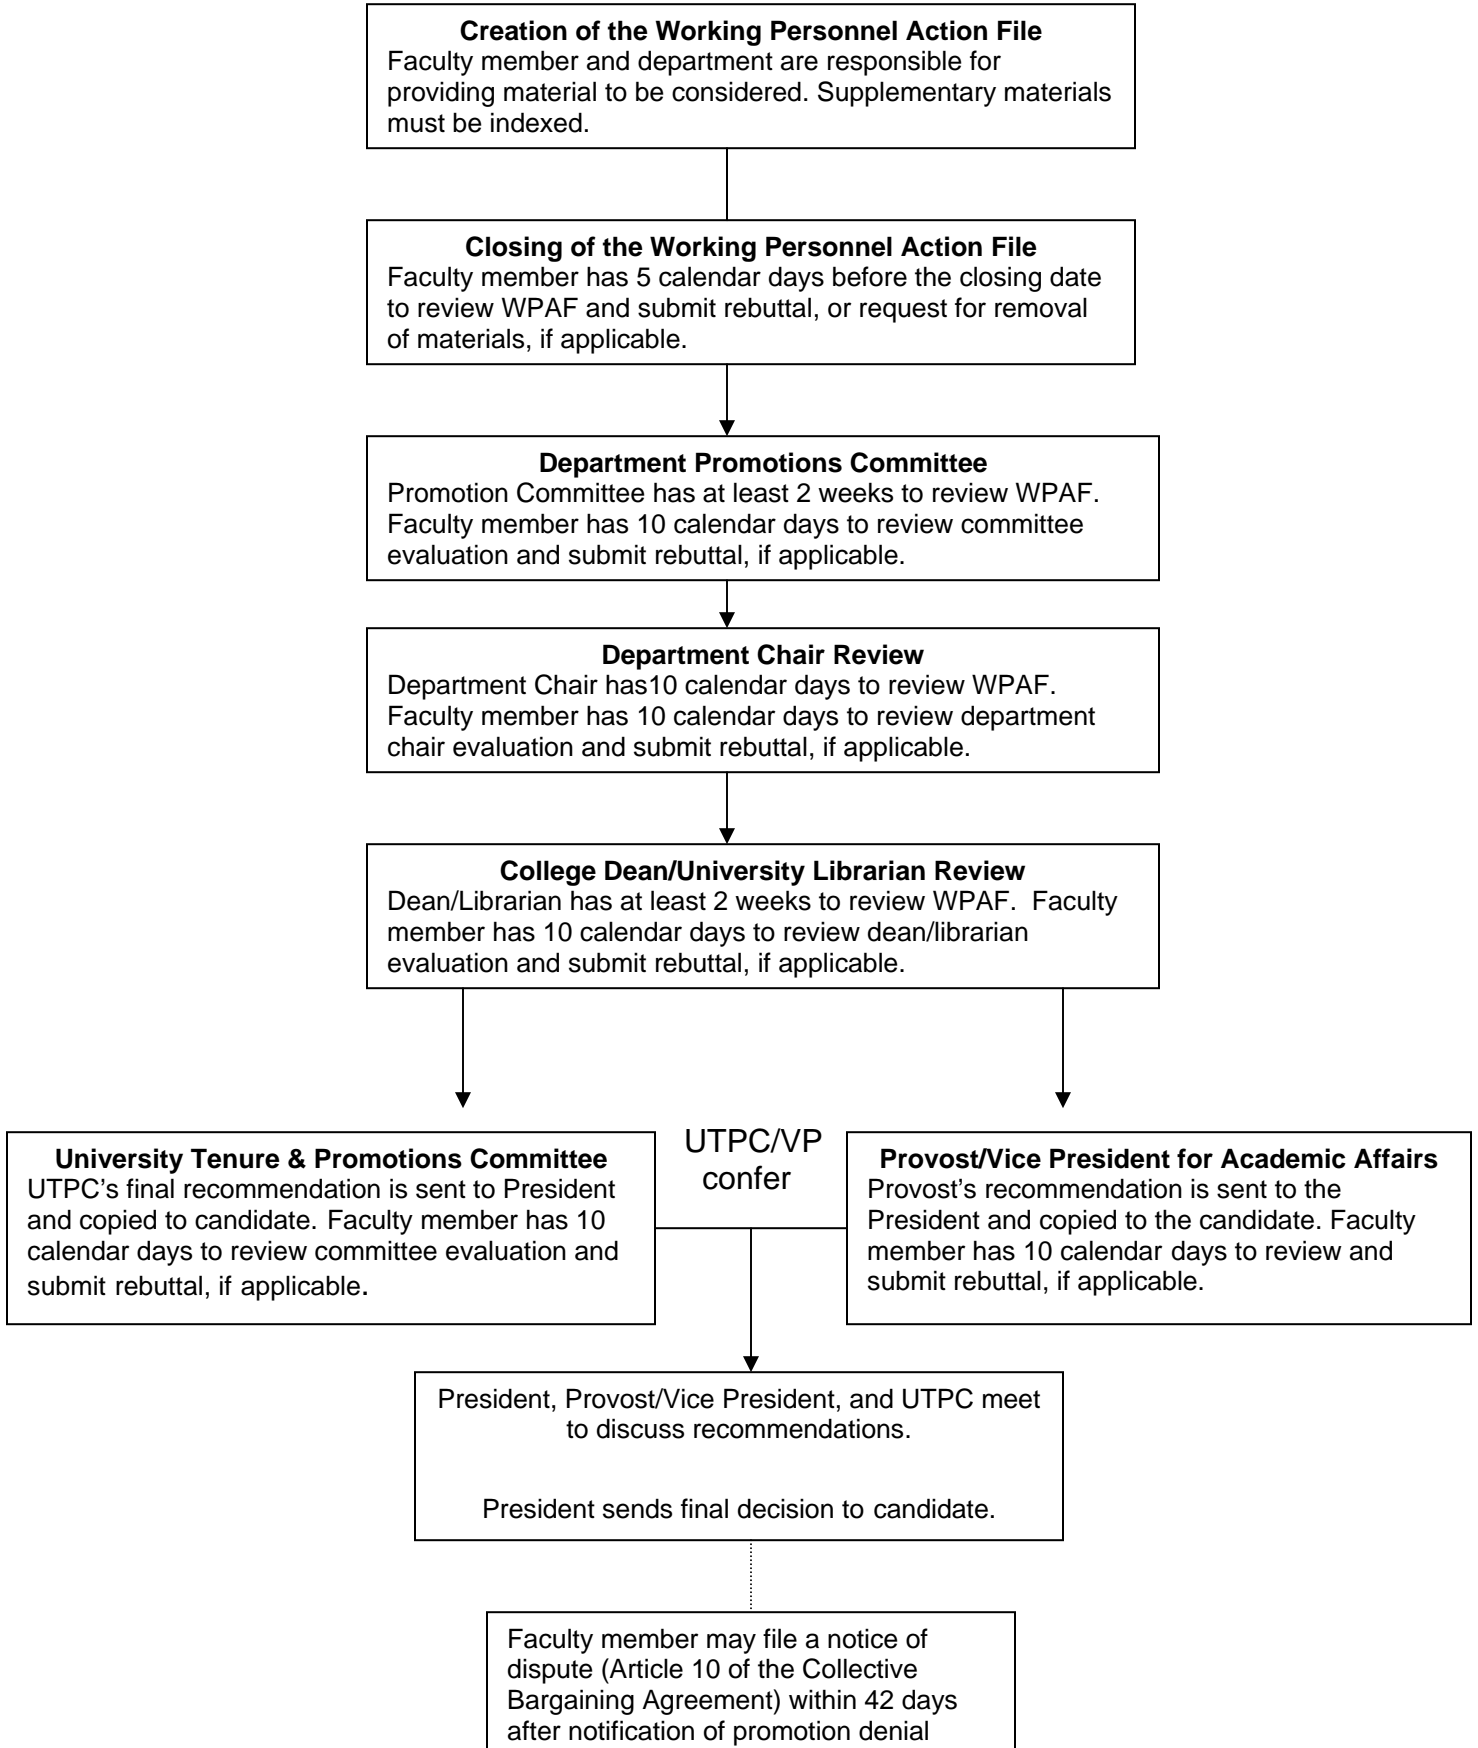 Creation of the Working Personnel Action File
Faculty member and department are responsible for
providing material to be considered. Supplementary materials
must be indexed.
Closing of the Working Personnel Action File
Faculty member has 5 calendar days before the closing date
to review WPAF and submit rebuttal, or request for removal
of materials, if applicable.
Department Promotions Committee
Promotion Committee has at least 2 weeks to review WPAF.
Faculty member has 10 calendar days to review committee
evaluation and submit rebuttal, if applicable.
Department Chair Review
Department Chair has10 calendar days to review WPAF.
Faculty member has 10 calendar days to review department
chair evaluation and submit rebuttal, if applicable.
College Dean/University Librarian Review
Dean/Librarian has at least 2 weeks to review WPAF.  Faculty
member has 10 calendar days to review dean/librarian
evaluation and submit rebuttal, if applicable.
University Tenure & Promotions Committee
UTPC's final recommendation is sent to President
and copied to candidate. Faculty member has 10
calendar days to review committee evaluation and
submit rebuttal, if applicable.
UTPC/VP
confer
Provost/Vice President for Academic Affairs
Provost's recommendation is sent to the
President and copied to the candidate. Faculty
member has 10 calendar days to review and
submit rebuttal, if applicable.
President, Provost/Vice President, and UTPC meet
to discuss recommendations.
President sends final decision to candidate.
Faculty member may file a notice of
dispute (Article 10 of the Collective
Bargaining Agreement) within 42 days
after notification of promotion denial